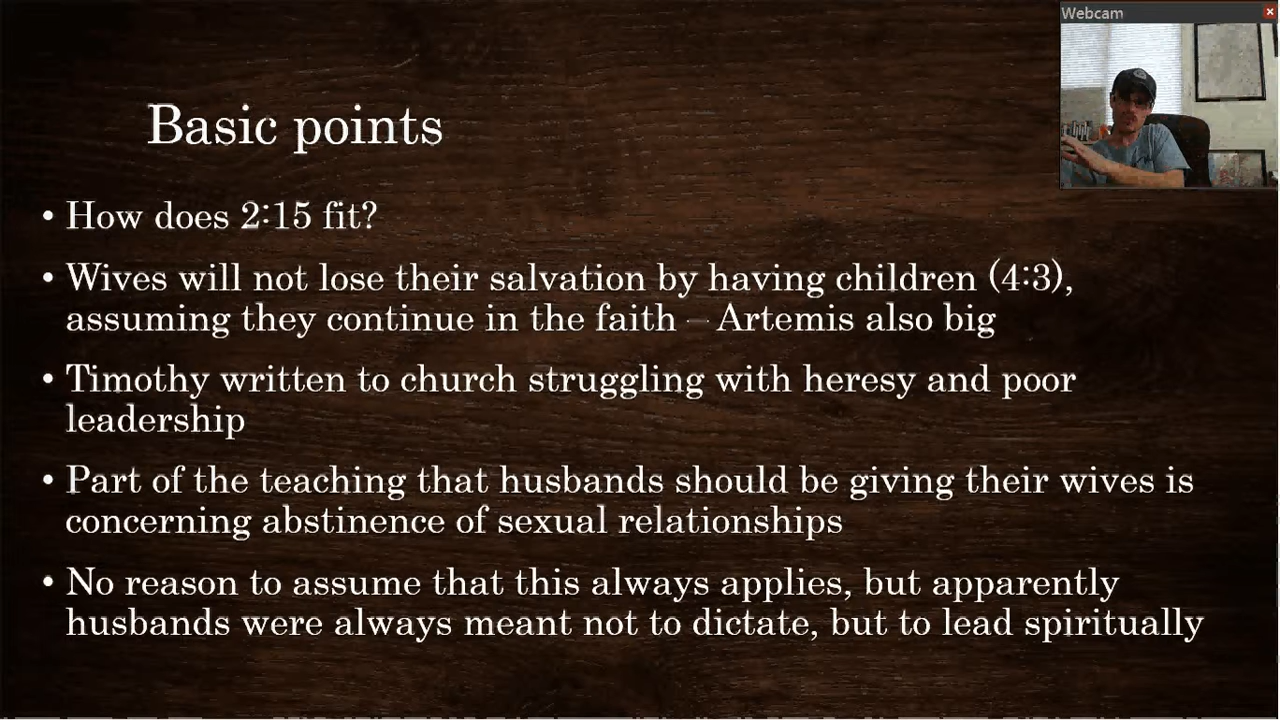 Webcam
Basic points
• How does 2:15 fit?
• Wives will not lose their salvation by having children (4:3),
assuming they continue in the faith – Artemis also big
• Timothy written to church struggling with heresy and poor
leadership
• Part of the teaching that husbands should be giving their wives is
concerning abstinence of sexual relationships
• No reason to assume that this always applies, but apparently
husbands were always meant not to dictate, but to lead spiritually